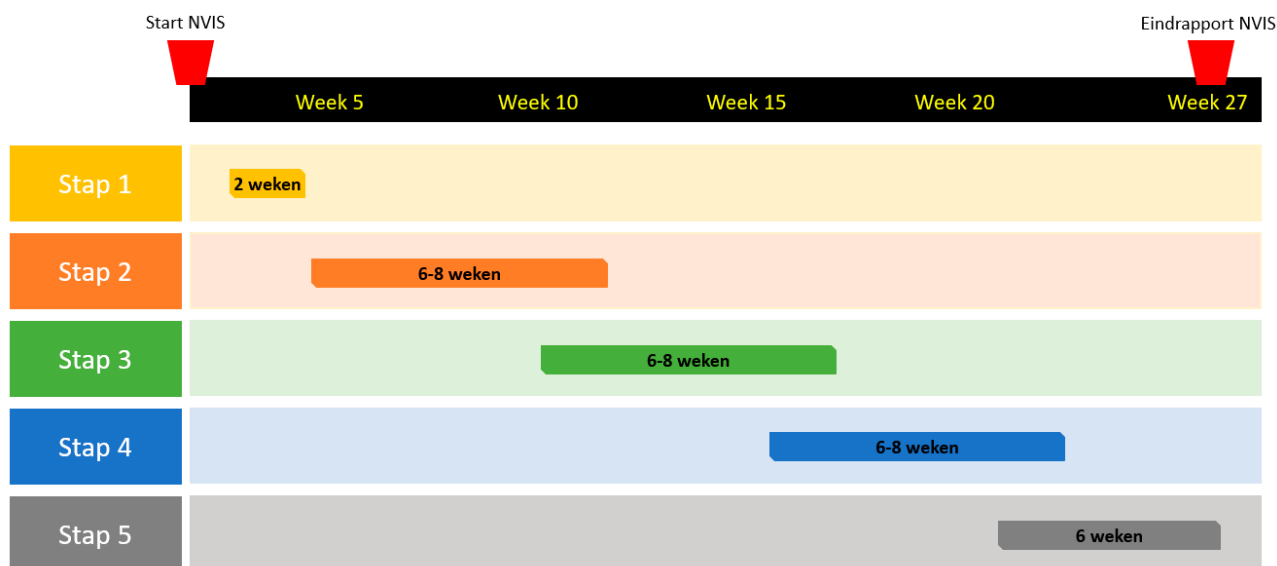 Start NVIS
Eindrapport NVIS
Week 5
Week 10
Week 15
Week 20
Week 27
Stap 1
2 weken
Stap 2
6-8 weken
Stap 3
6-8 weken
Stap 4
6-8 weken
Stap 5
6 weken